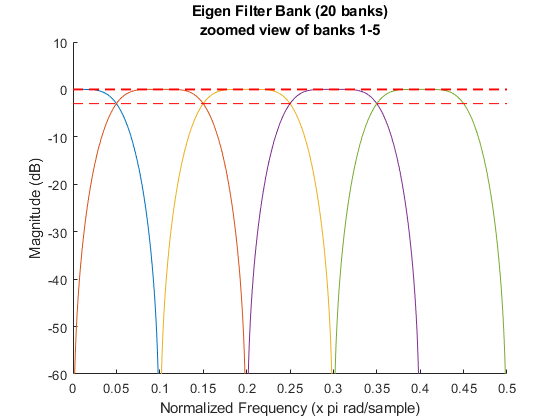 Eigen Filter Bank (20 banks)
zoomed view of banks 1-5
10
0
-10
-20
-30
-40
-50
-60
Magnitude (dB)
0 0.05 0.1 0.15 0.2 0.25 0.3 0.35 0.4 0.45 0.5
Normalized Frequency (x pi rad/sample)